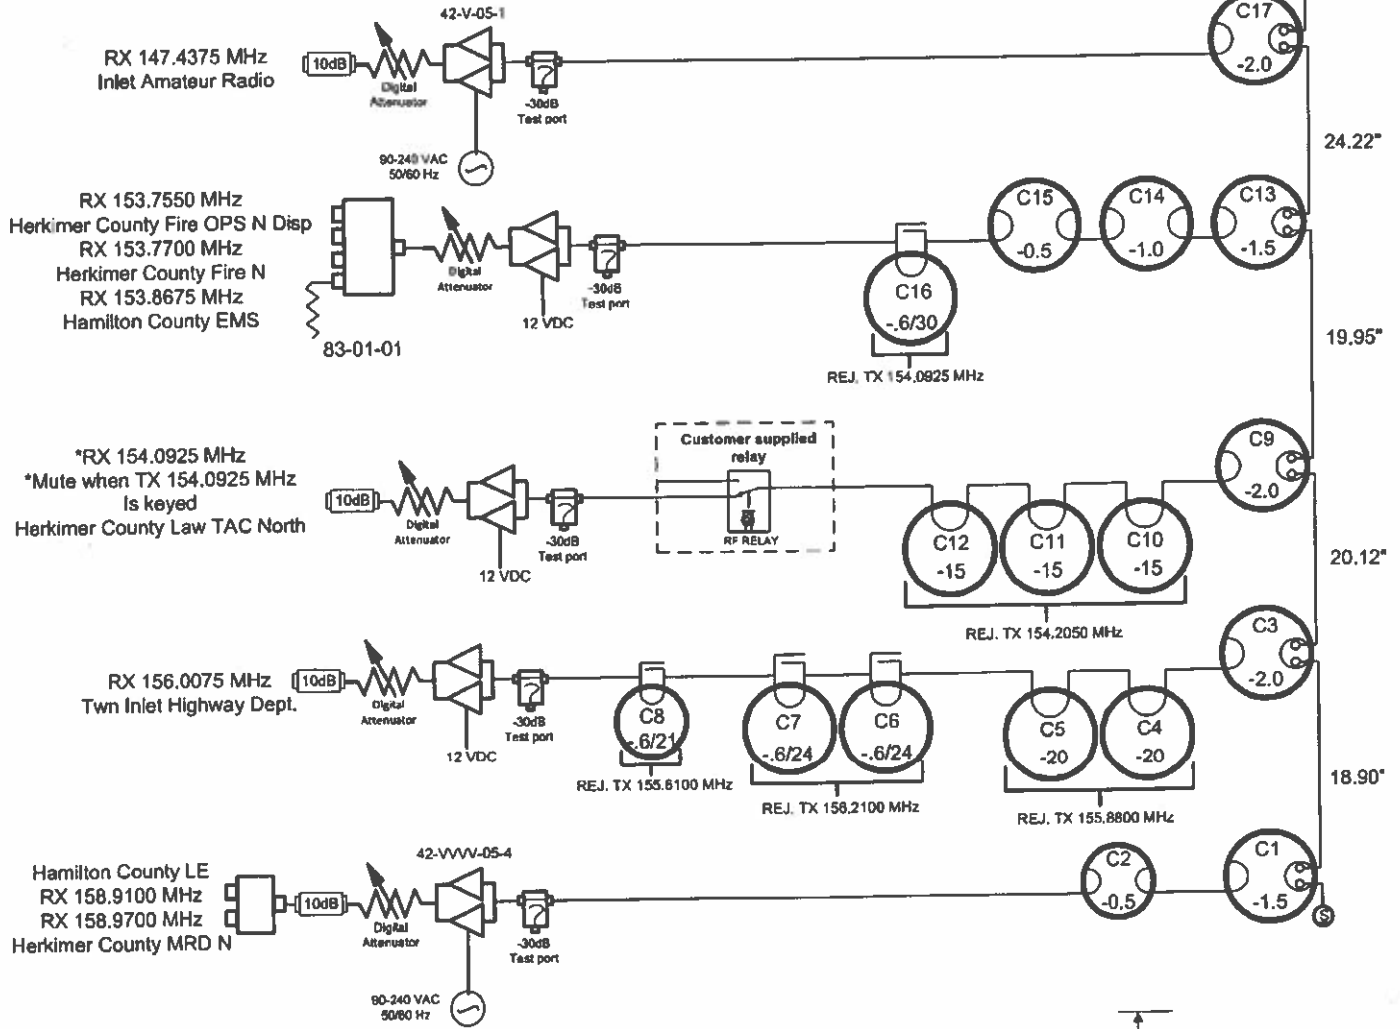 42-V-05-1
C17
-2.0
RX 147.4375 MHz
Inlet Amateur Radio
10dB
Digital
Attenuator
-30dB
Test port
90-240 VAC
50/60 Hz
24.22"
RX 153.7550 MHz
Herkimer County Fire OPS N Disp
RX 153.7700 MHz
Herkimer County Fire N
RX 153.8675 MHz
Hamilton County EMS
83-01-01
Digital
Attenuator
12 VDC
-30dB
Test port
C16
-.6/30
REJ. TX 154.0925 MHz
C15
-0.5
C14
-1.0
C13
-1.5
19.95"
*RX 154.0925 MHz
*Mute when TX 154.0925 MHz
Is keyed
Herkimer County Law TAC North
10dB
Digital
Attenuator
12 VDC
-30dB
Test port
Customer supplied
relay
RF RELAY
C12
-15
C11
-15
C10
-15
REJ. TX 154.2050 MHz
C9
-2.0
20.12"
RX 156.0075 MHz
Twn Inlet Highway Dept.
10dB
Digital
Attenuator
12 VDC
-30dB
Test port
C8
-.6/21
REJ. TX 155.6100 MHz
C7
-.6/24
C6
-.6/24
REJ. TX 156.2100 MHz
C5
-20
C4
-20
REJ. TX 155.8800 MHz
C3
-2.0
18.90"
Hamilton County LE
RX 158.9100 MHz
RX 158.9700 MHz
Herkimer County MRD N
10dB
Digital
Attenuator
42-VVVV-05-4
90-240 VAC
50/60 Hz
-30dB
Test port
C2
-0.5
C1
-1.5
S